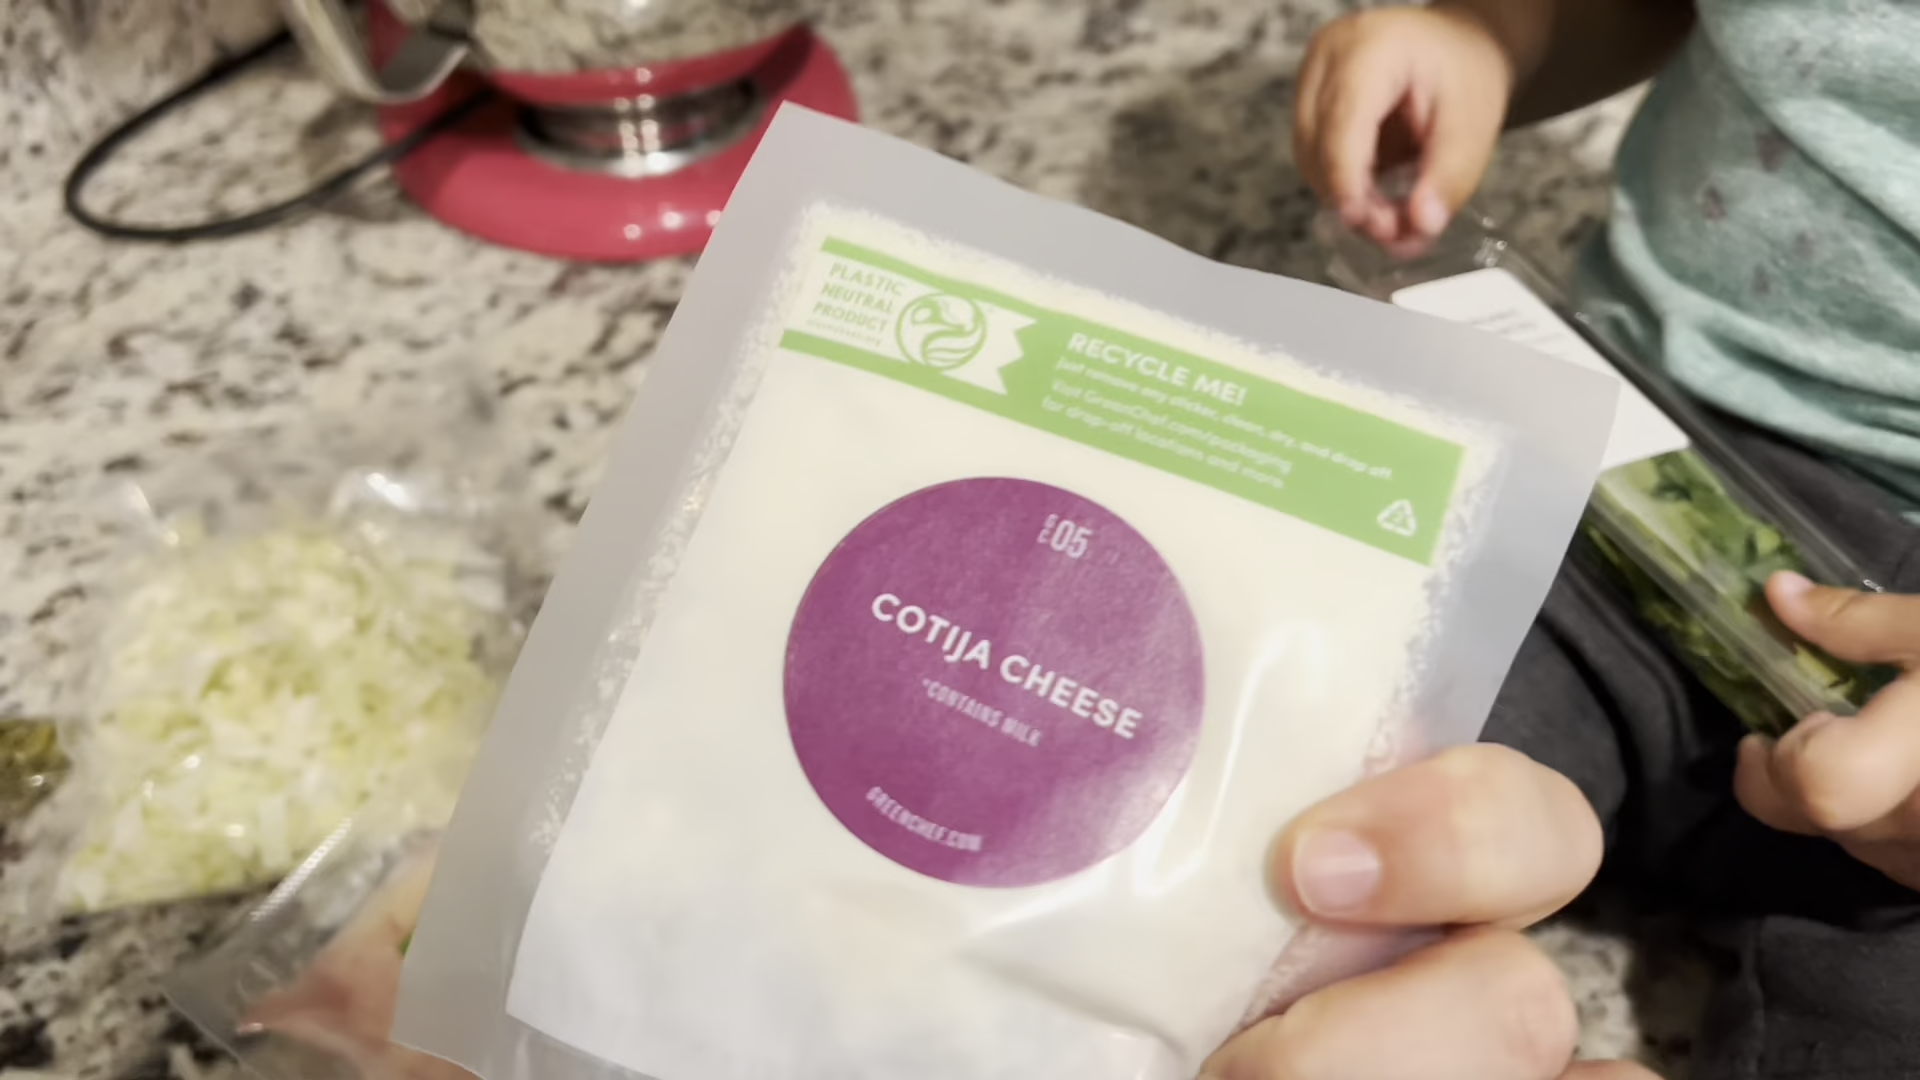 PLASTIC
NEUTRAL
PRODUCT
RECYCLE ME!
Just remove any sticker, clean, dry, and drop off.
Visit GreenChef.com/packaging
for drop-off locations and more.
05
COTIJA CHEESE
*CONTAINS MILK
GREENCHEF.COM